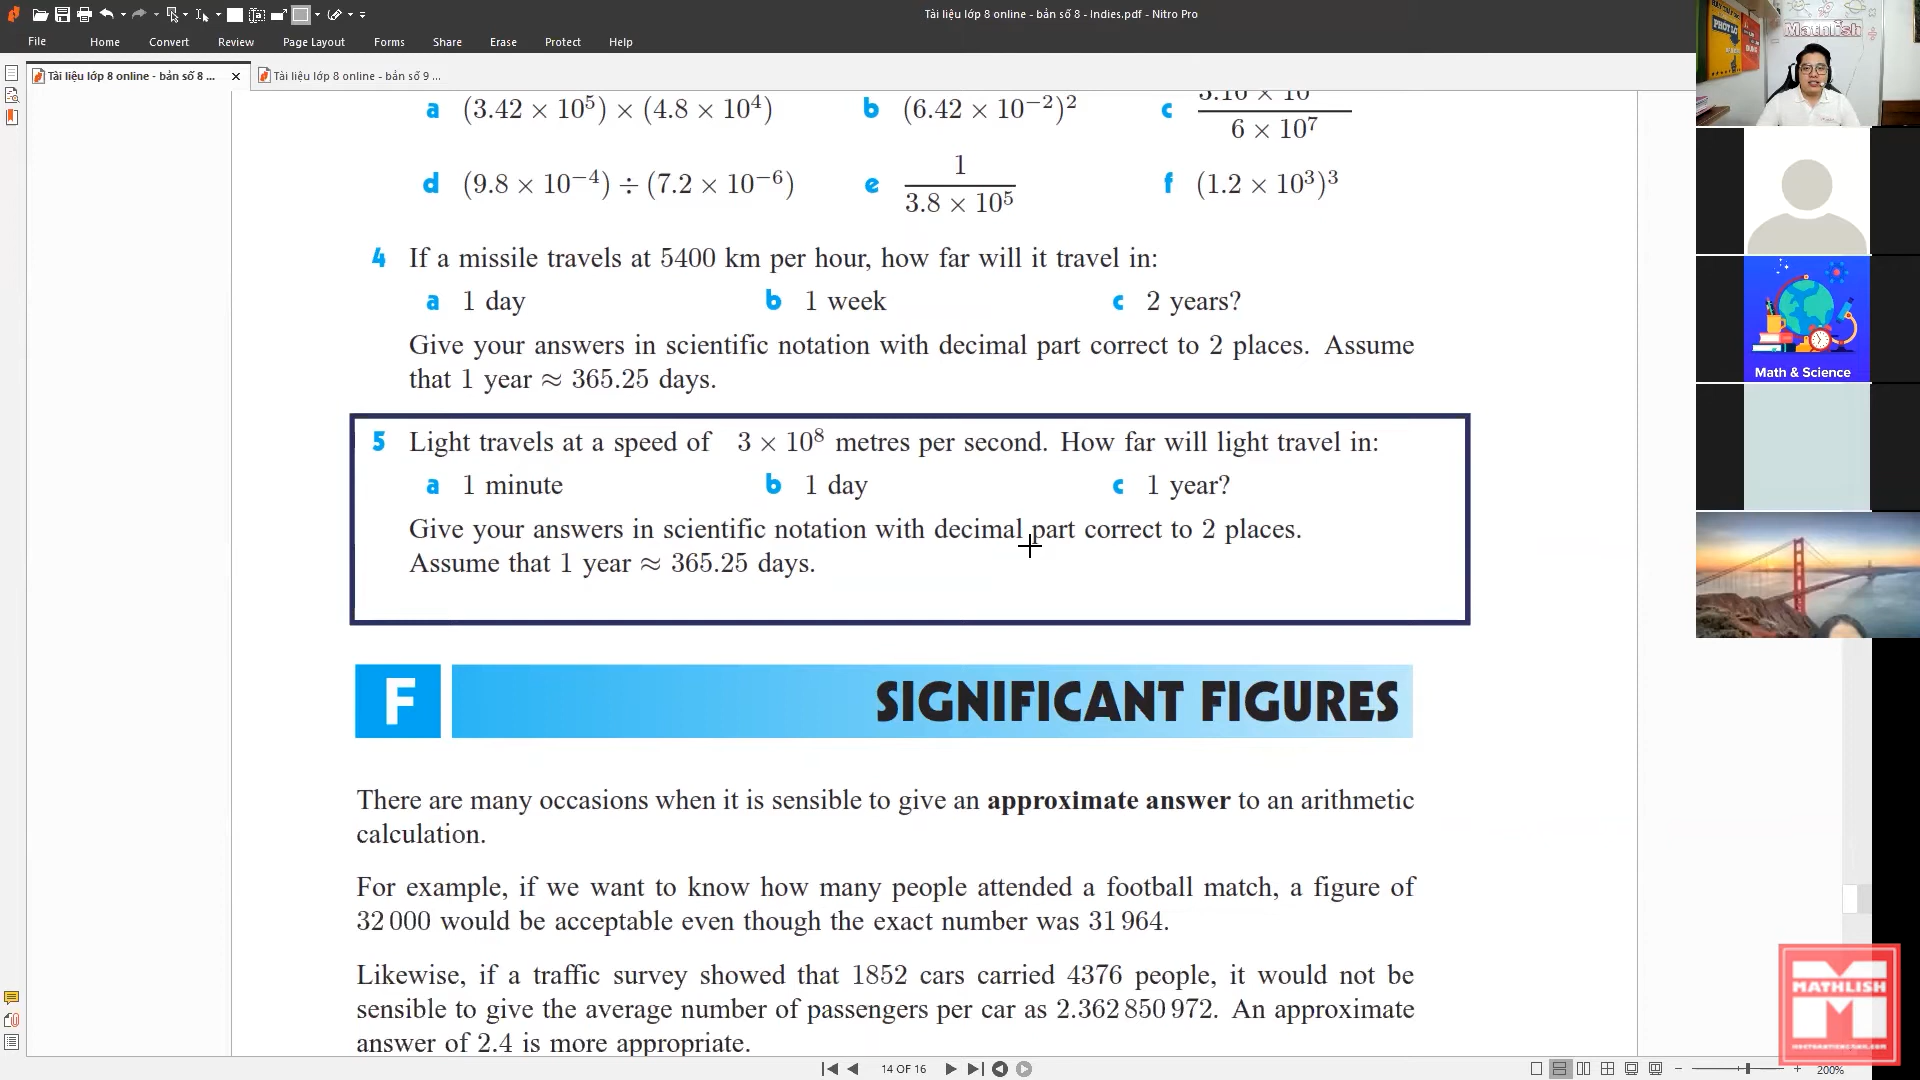 Tài liệu lớp 8 online - bản số 8 - Indies.pdf - Nitro Pro
File Home Convert Review Page Layout Forms Share Erase Protect Help
Tài liệu lớp 8 online - bản số 8 ... × Tài liệu lớp 8 online - bản số 9 ...
a (3.42 × 10⁵) × (4.8 × 10⁴) b (6.42 × 10⁻²)² c
6 × 10⁷
d (9.8 × 10⁻⁴) ÷ (7.2 × 10⁻⁶) e 1 / 3.8 × 10⁵ f (1.2 × 10³)³
4 If a missile travels at 5400 km per hour, how far will it travel in:
a 1 day b 1 week c 2 years?
Give your answers in scientific notation with decimal part correct to 2 places. Assume
that 1 year ≈ 365.25 days.
5 Light travels at a speed of 3 × 10⁸ metres per second. How far will light travel in:
a 1 minute b 1 day c 1 year?
Give your answers in scientific notation with decimal part correct to 2 places.
Assume that 1 year ≈ 365.25 days.
F SIGNIFICANT FIGURES
There are many occasions when it is sensible to give an approximate answer to an arithmetic
calculation.
For example, if we want to know how many people attended a football match, a figure of
32 000 would be acceptable even though the exact number was 31 964.
Likewise, if a traffic survey showed that 1852 cars carried 4376 people, it would not be
sensible to give the average number of passengers per car as 2.362 850 972. An approximate
answer of 2.4 is more appropriate.
14 OF 16
200%
Mathlish
Math & Science
MATHLISH